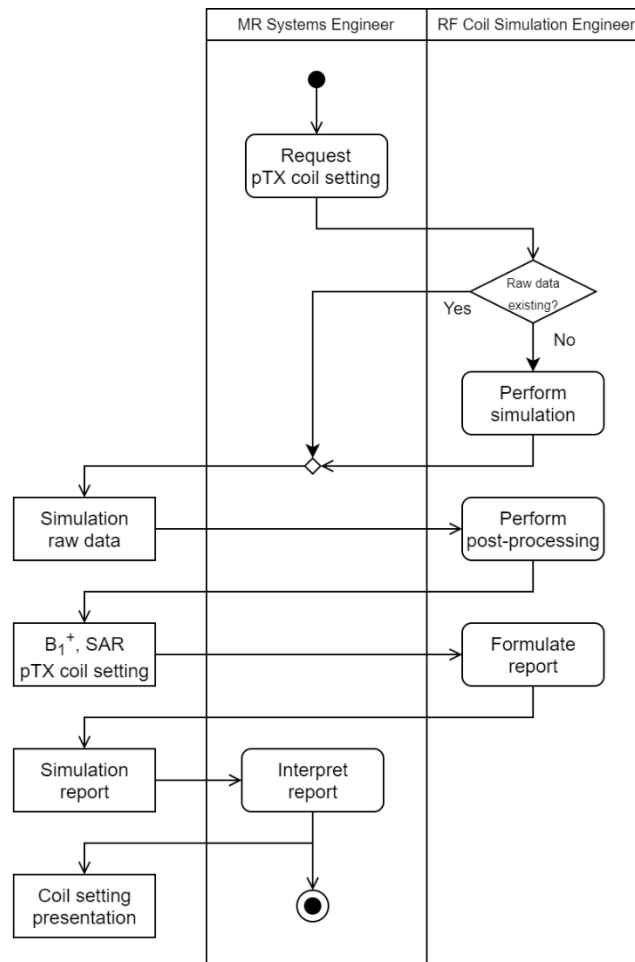 MR Systems Engineer
RF Coil Simulation Engineer
Request
pTX coil setting
Raw data
existing?
Yes
No
Perform
simulation
Simulation
raw data
Perform
post-processing
B₁⁺, SAR
pTX coil setting
Formulate
report
Simulation
report
Interpret
report
Coil setting
presentation